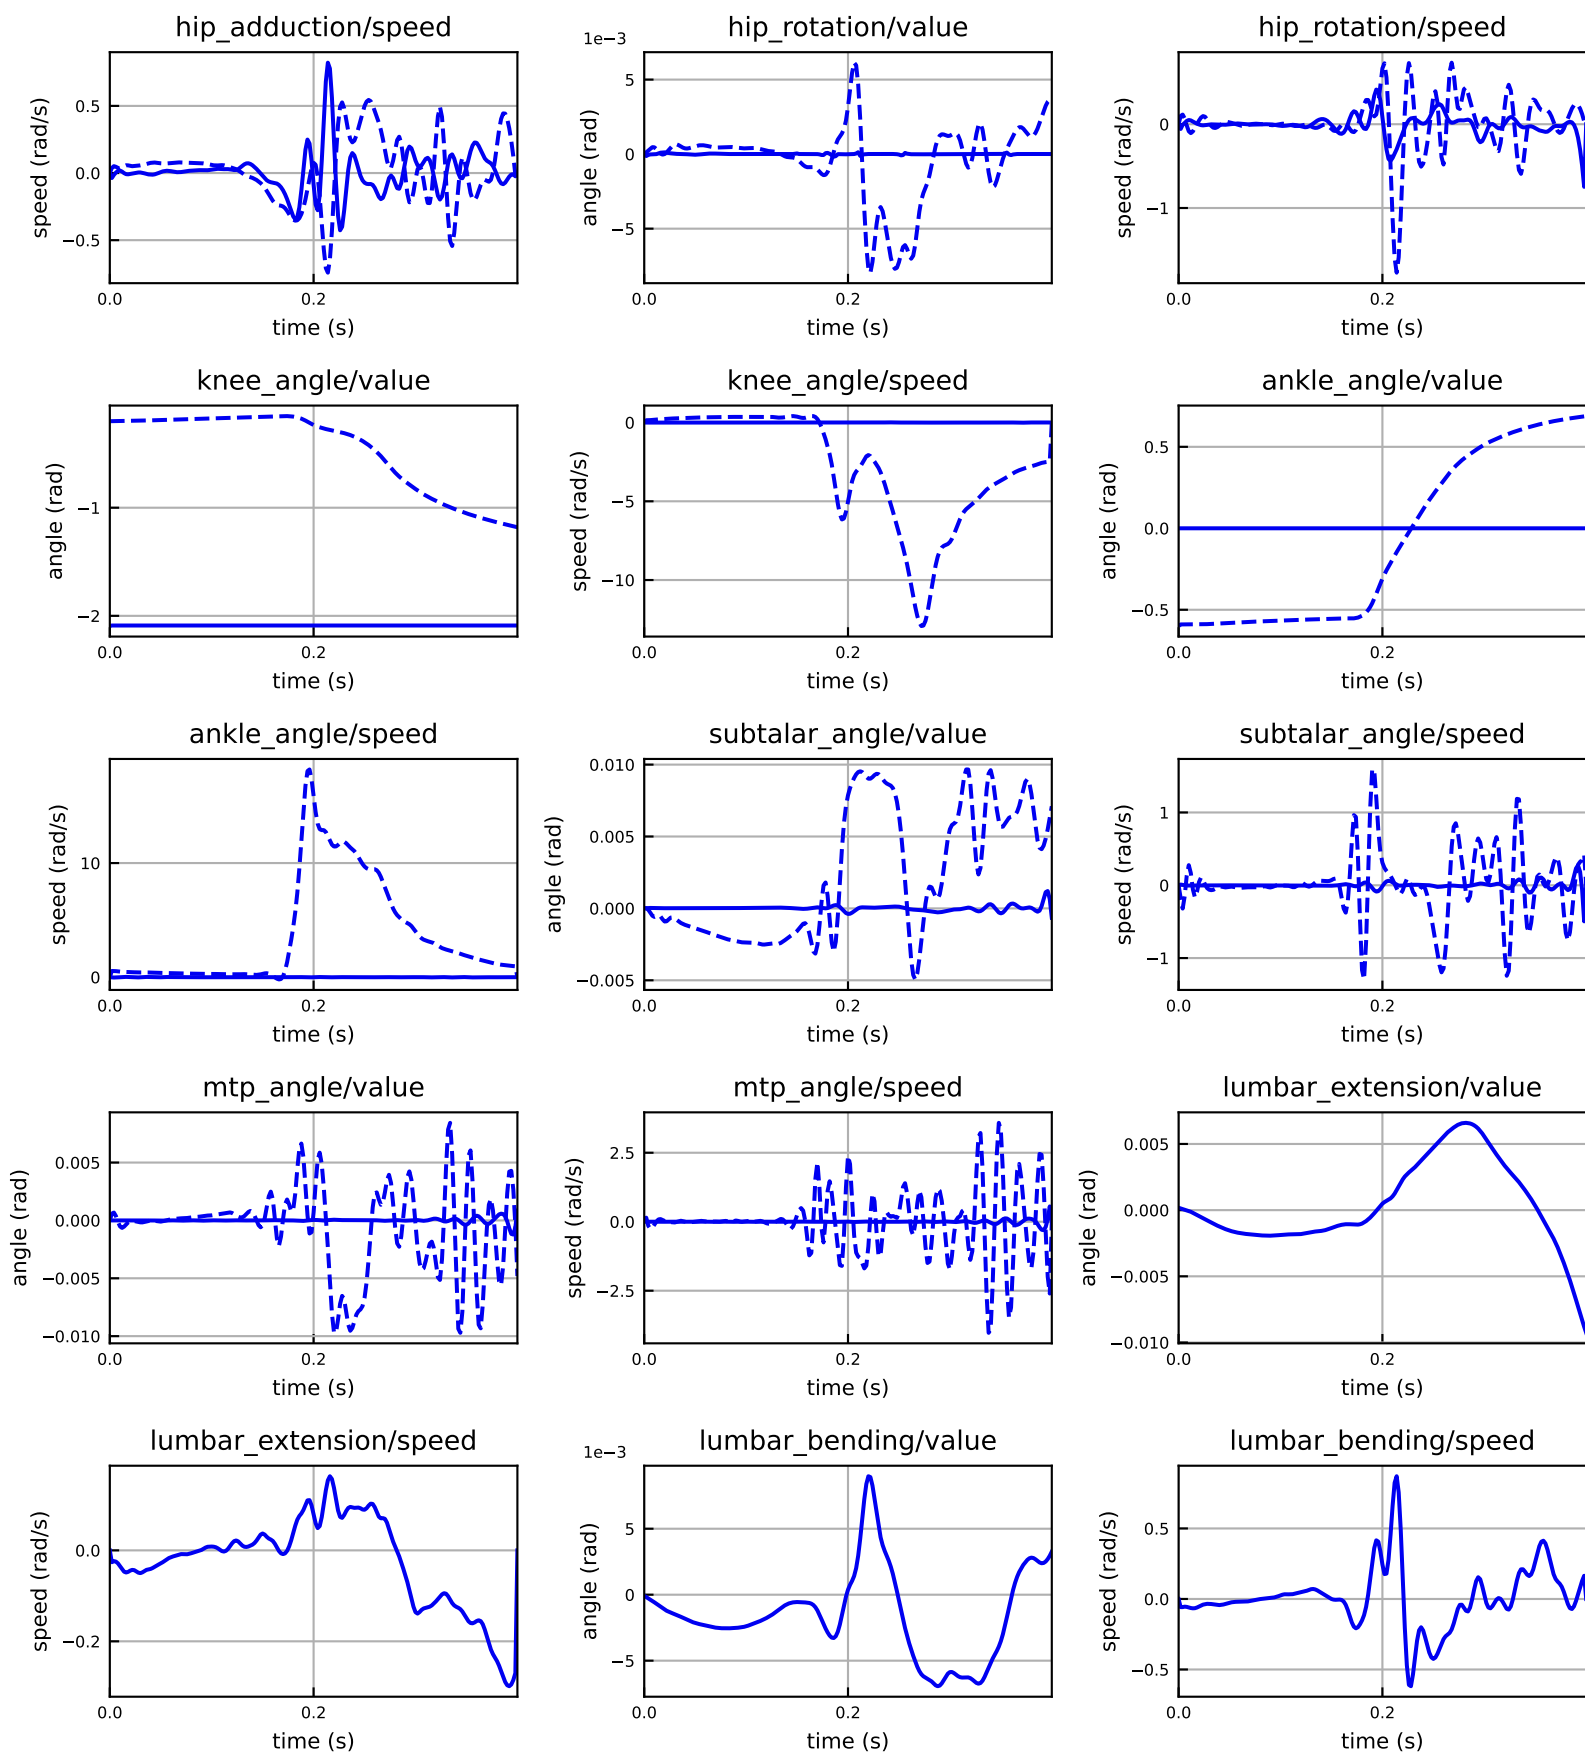 hip_adduction/speed
speed (rad/s)
0.5
0.0
−0.5
0.0
0.2
time (s)
hip_rotation/value
1e−3
angle (rad)
5
0
−5
0.0
0.2
time (s)
hip_rotation/speed
speed (rad/s)
0
−1
0.0
0.2
time (s)
knee_angle/value
angle (rad)
−1
−2
0.0
0.2
time (s)
knee_angle/speed
speed (rad/s)
0
−5
−10
0.0
0.2
time (s)
ankle_angle/value
angle (rad)
0.5
0.0
−0.5
0.0
0.2
time (s)
ankle_angle/speed
speed (rad/s)
10
0
0.0
0.2
time (s)
subtalar_angle/value
angle (rad)
0.010
0.005
0.000
−0.005
0.0
0.2
time (s)
subtalar_angle/speed
speed (rad/s)
1
0
−1
0.0
0.2
time (s)
mtp_angle/value
angle (rad)
0.005
0.000
−0.005
−0.010
0.0
0.2
time (s)
mtp_angle/speed
speed (rad/s)
2.5
0.0
−2.5
0.0
0.2
time (s)
lumbar_extension/value
angle (rad)
0.005
0.000
−0.005
−0.010
0.0
0.2
time (s)
lumbar_extension/speed
speed (rad/s)
0.0
−0.2
0.0
0.2
time (s)
lumbar_bending/value
1e−3
angle (rad)
5
0
−5
0.0
0.2
time (s)
lumbar_bending/speed
speed (rad/s)
0.5
0.0
−0.5
0.0
0.2
time (s)